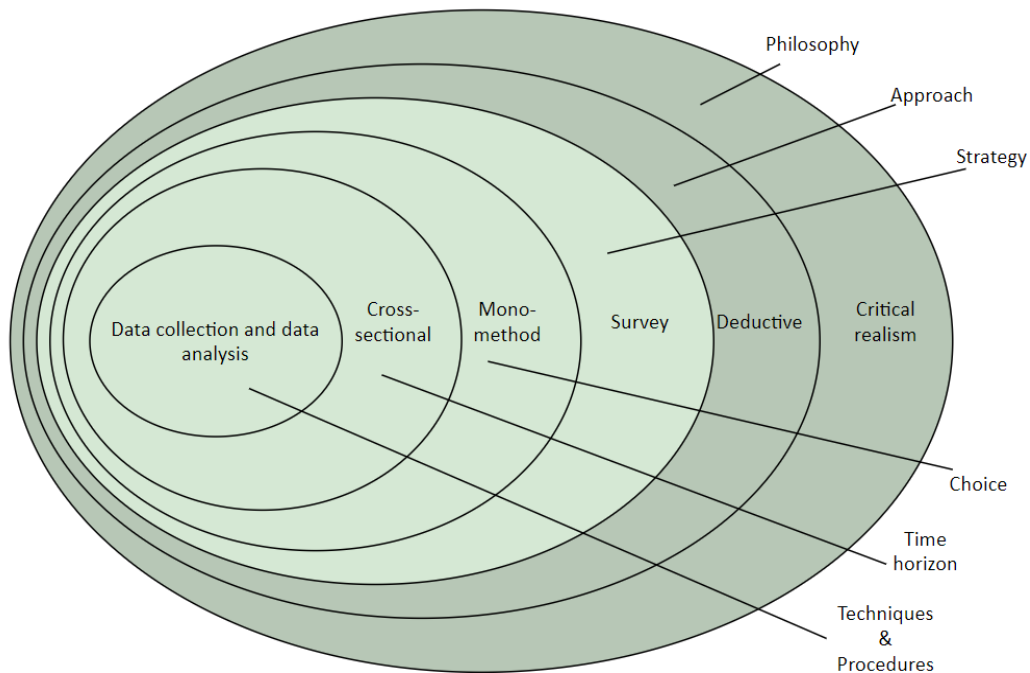 Philosophy
Approach
Strategy
Data collection and data
analysis
Cross-
sectional
Mono-
method
Survey
Deductive
Critical
realism
Choice
Time
horizon
Techniques
&
Procedures